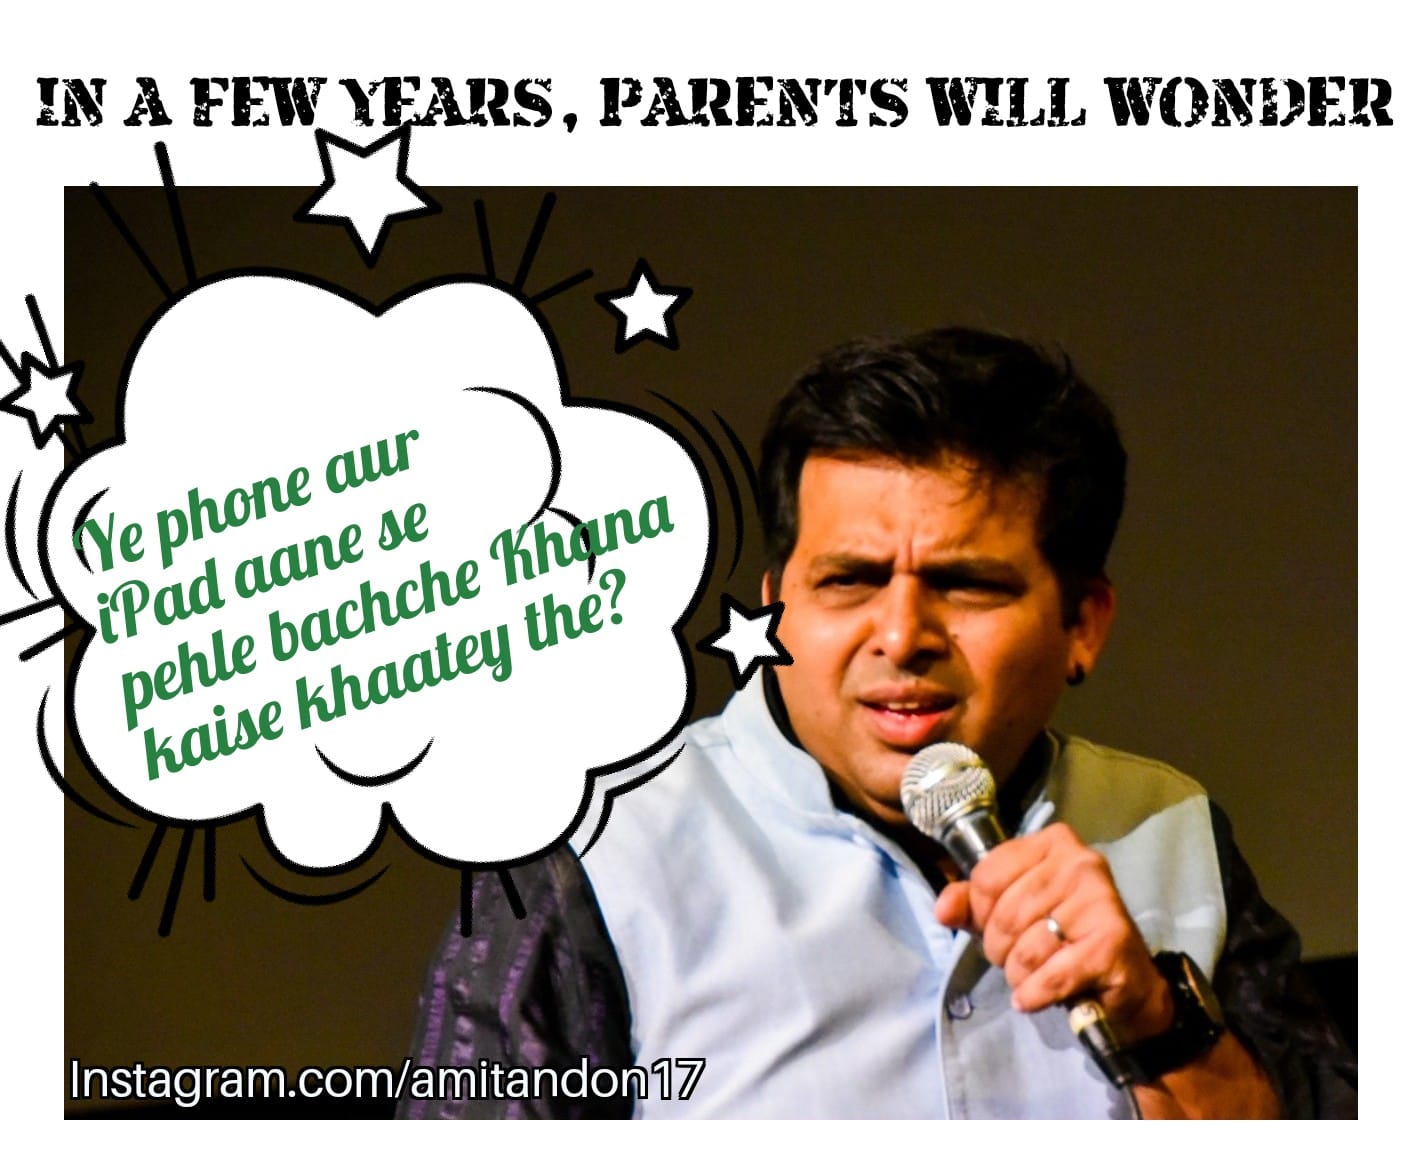 IN A FEW YEARS, PARENTS WILL WONDER
Ye phone aur
iPad aane se
pehle bachche Khana
kaise khaatey the?
Instagram.com/amitandon17